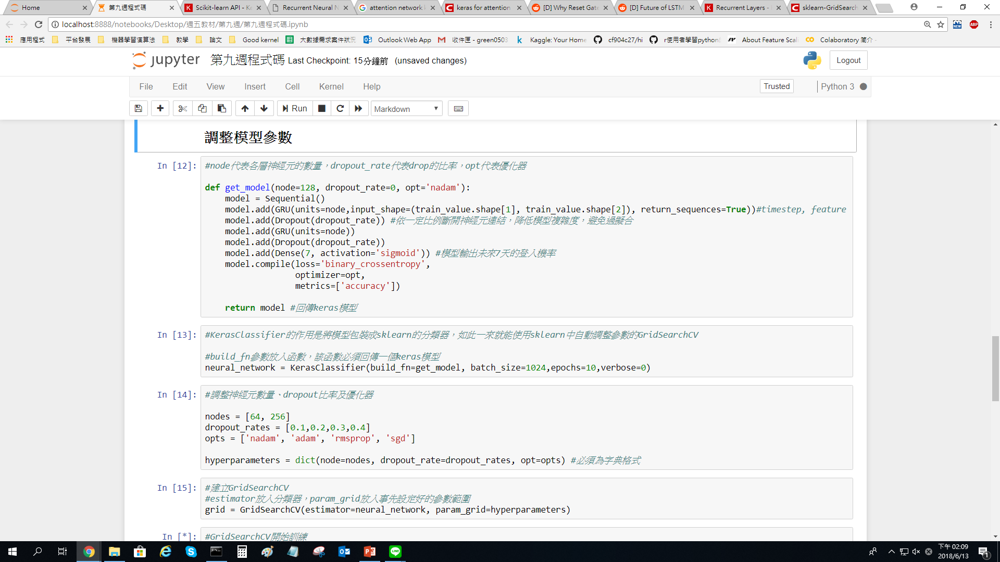 Home
第九週程式碼
Scikit-learn API - Ke
Recurrent Neural N
attention network k
keras for attention
[D] Why Reset Gate
[D] Future of LSTM
Recurrent Layers -
sklearn-GridSearch
localhost:8888/notebooks/Desktop/週五教材/第九週/第九週程式碼.ipynb
應用程式
平台發展
機器學習演算法
教學
論文
Good kernel
大數據需求案件狀況
Outlook Web App
收件匣 - green0503
Kaggle: Your Home
cf904c27/hi
r使用者學習python
About Feature Scali
Colaboratory 简介 -
jupyter 第九週程式碼 Last Checkpoint: 15分鐘前 (unsaved changes)
Logout
File Edit View Insert Cell Kernel Help
Trusted
Python 3
Run
Markdown
調整模型參數
In [12]:
#node代表各層神經元的數量，dropout_rate代表drop的比率，opt代表優化器
def get_model(node=128, dropout_rate=0, opt='nadam'):
model = Sequential()
model.add(GRU(units=node,input_shape=(train_value.shape[1], train_value.shape[2]), return_sequences=True))#timestep, feature
model.add(Dropout(dropout_rate)) #依一定比例斷開神經元連結，降低模型複雜度，避免過擬合
model.add(GRU(units=node))
model.add(Dropout(dropout_rate))
model.add(Dense(7, activation='sigmoid')) #模型輸出未來7天的登入機率
model.compile(loss='binary_crossentropy',
optimizer=opt,
metrics=['accuracy'])
return model #回傳keras模型
In [13]:
#KerasClassifier的作用是將模型包裝成sklearn的分類器，如此一來就能使用sklearn中自動調整參數的GridSearchCV
#build_fn參數放入函數，該函數必須回傳一個keras模型
neural_network = KerasClassifier(build_fn=get_model, batch_size=1024,epochs=10,verbose=0)
In [14]:
#調整神經元數量、dropout比率及優化器
nodes = [64, 256]
dropout_rates = [0.1,0.2,0.3,0.4]
opts = ['nadam', 'adam', 'rmsprop', 'sgd']
hyperparameters = dict(node=nodes, dropout_rate=dropout_rates, opt=opts) #必須為字典格式
In [15]:
#建立GridSearchCV
#estimator放入分類器，param_grid放入事先設定好的參數範圍
grid = GridSearchCV(estimator=neural_network, param_grid=hyperparameters)
In [*]:
#GridSearchCV開始訓練
下午 02:09
2018/6/13